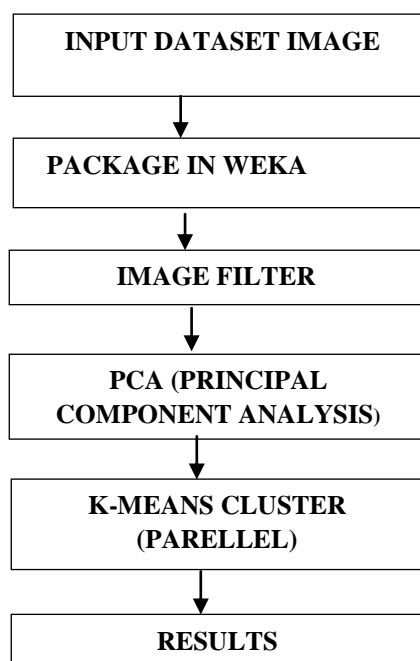 INPUT DATASET IMAGE
PACKAGE IN WEKA
IMAGE FILTER
PCA (PRINCIPAL
COMPONENT ANALYSIS)
K-MEANS CLUSTER
(PARELLEL)
RESULTS